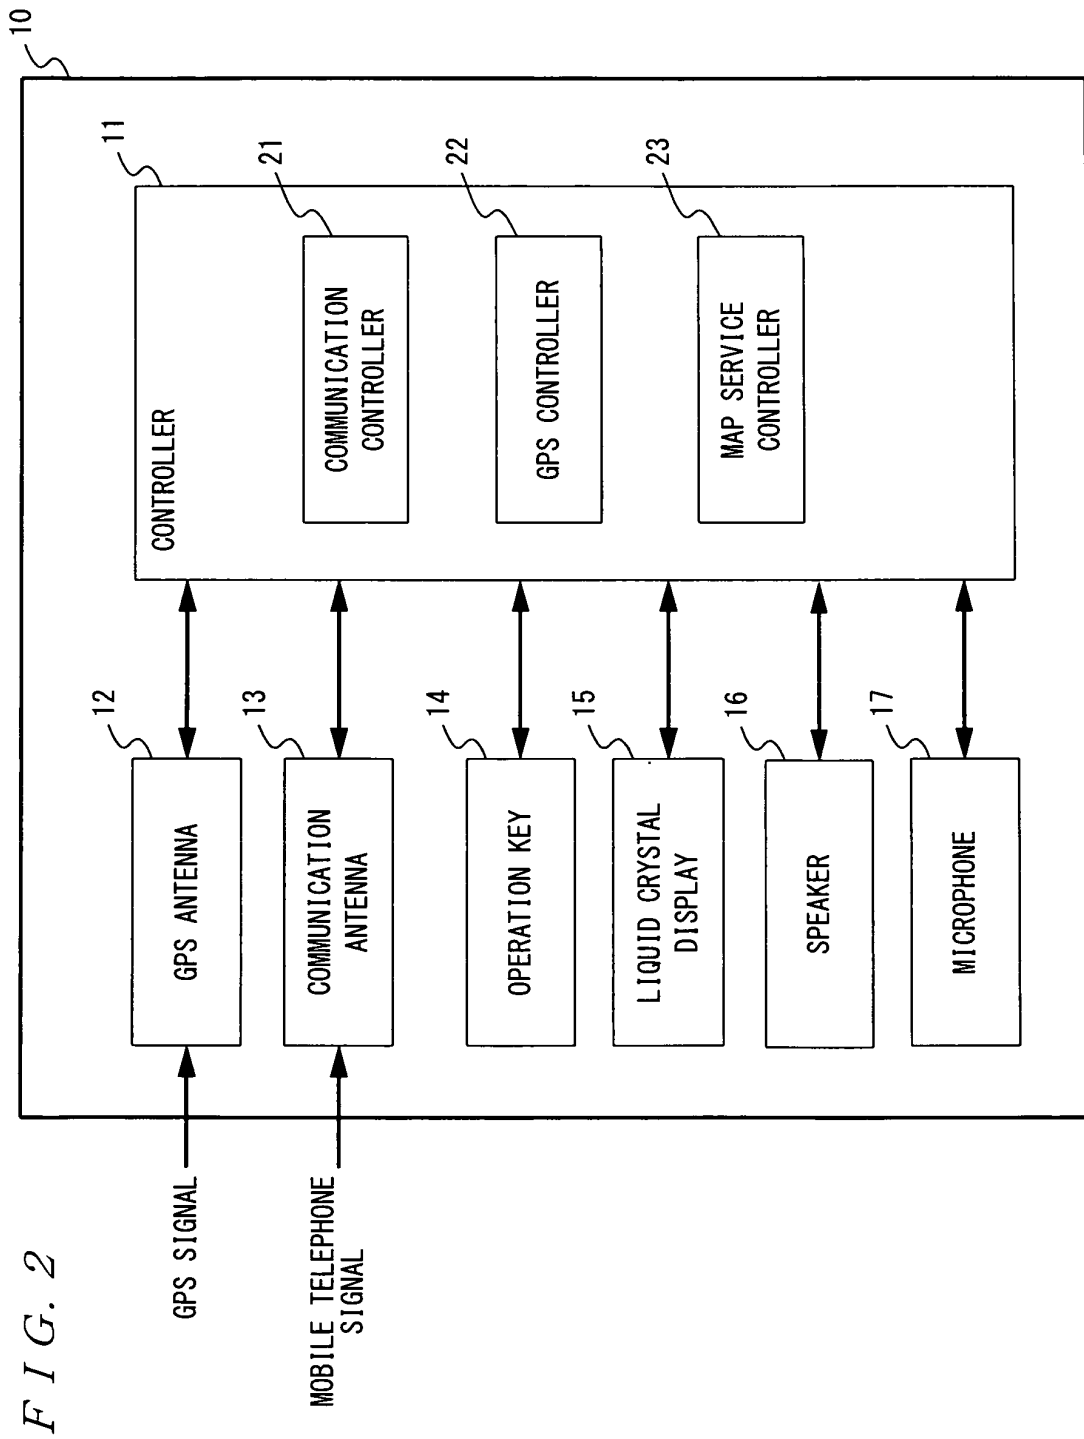 FIG. 2
10
CONTROLLER
11
COMMUNICATION
CONTROLLER
21
GPS CONTROLLER
22
MAP SERVICE
CONTROLLER
23
GPS SIGNAL
GPS ANTENNA
12
MOBILE TELEPHONE
SIGNAL
COMMUNICATION
ANTENNA
13
OPERATION KEY
14
LIQUID CRYSTAL
DISPLAY
15
SPEAKER
16
MICROPHONE
17